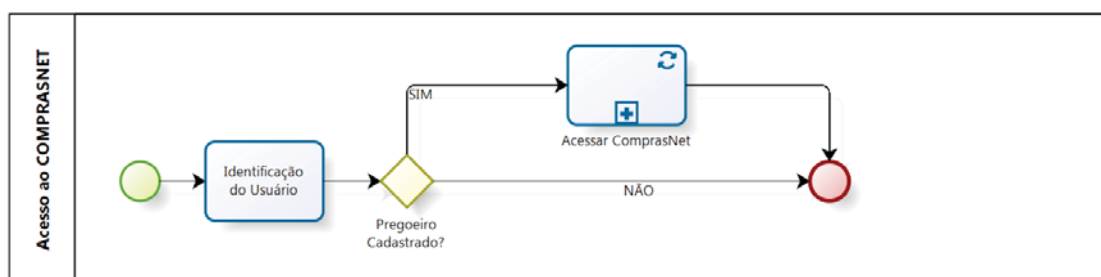 Acesso ao COMPRASNET
Identificação
do Usuário
Pregoeiro
Cadastrado?
SIM
Acessar ComprasNet
NÃO